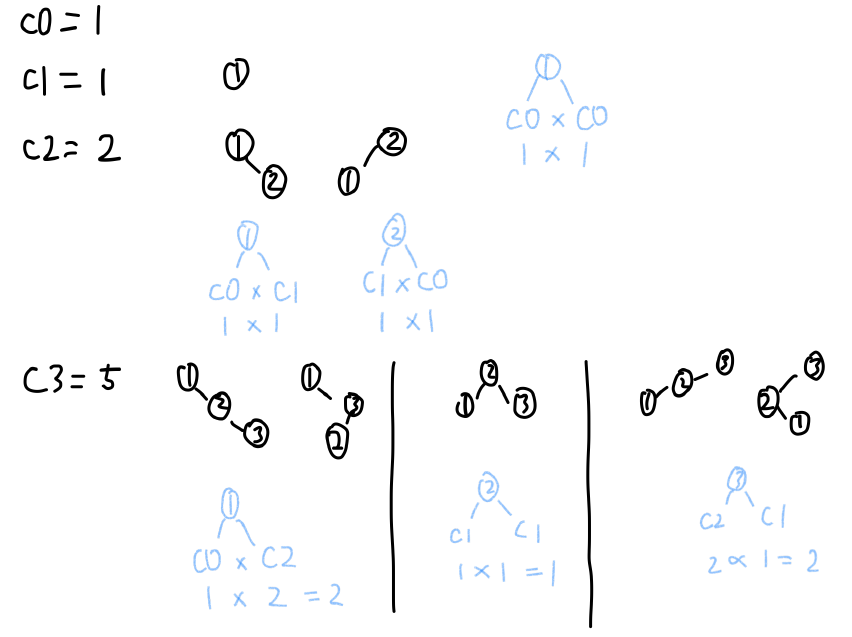 C0 = 1
C1 = 1
1
1
C0 × C0
1 × 1
C2 = 2
1
2
2
1
1
C0 × C1
1 × 1
2
C1 × C0
1 × 1
C3 = 5
1
2
3
1
3
2
2
1
3
3
2
1
3
2
1
1
C0 × C2
1 × 2 = 2
2
C1 C1
1 × 1 = 1
3
C2 C1
2 × 1 = 2